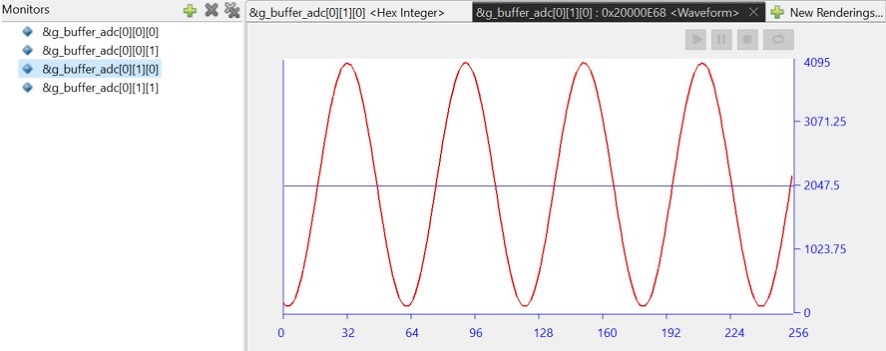 Monitors
&g_buffer_adc[0][0][0]
&g_buffer_adc[0][0][1]
&g_buffer_adc[0][1][0]
&g_buffer_adc[0][1][1]
&g_buffer_adc[0][1][0] <Hex Integer>
&g_buffer_adc[0][1][0] : 0x20000E68 <Waveform>
New Renderings...
4095
3071.25
2047.5
1023.75
0
0 32 64 96 128 160 192 224 256